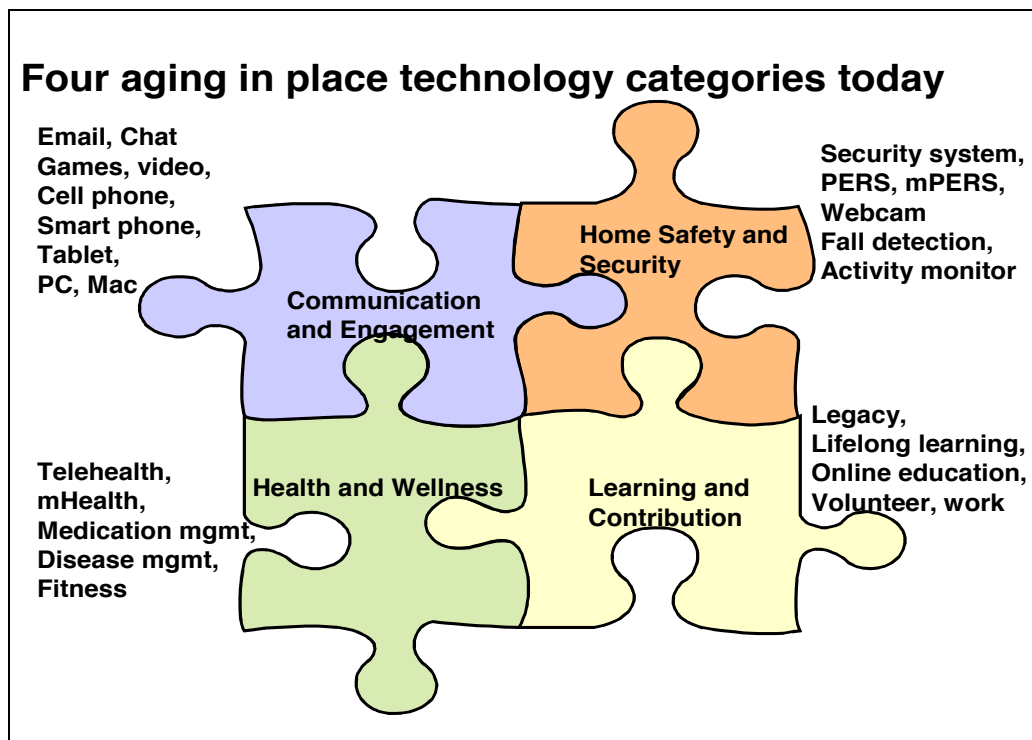 Four aging in place technology categories today
Email, Chat
Games, video,
Cell phone,
Smart phone,
Tablet,
PC, Mac
Communication
and Engagement
Home Safety and
Security
Security system,
PERS, mPERS,
Webcam
Fall detection,
Activity monitor
Telehealth,
mHealth,
Medication mgmt,
Disease mgmt,
Fitness
Health and Wellness
Learning and
Contribution
Legacy,
Lifelong learning,
Online education,
Volunteer, work